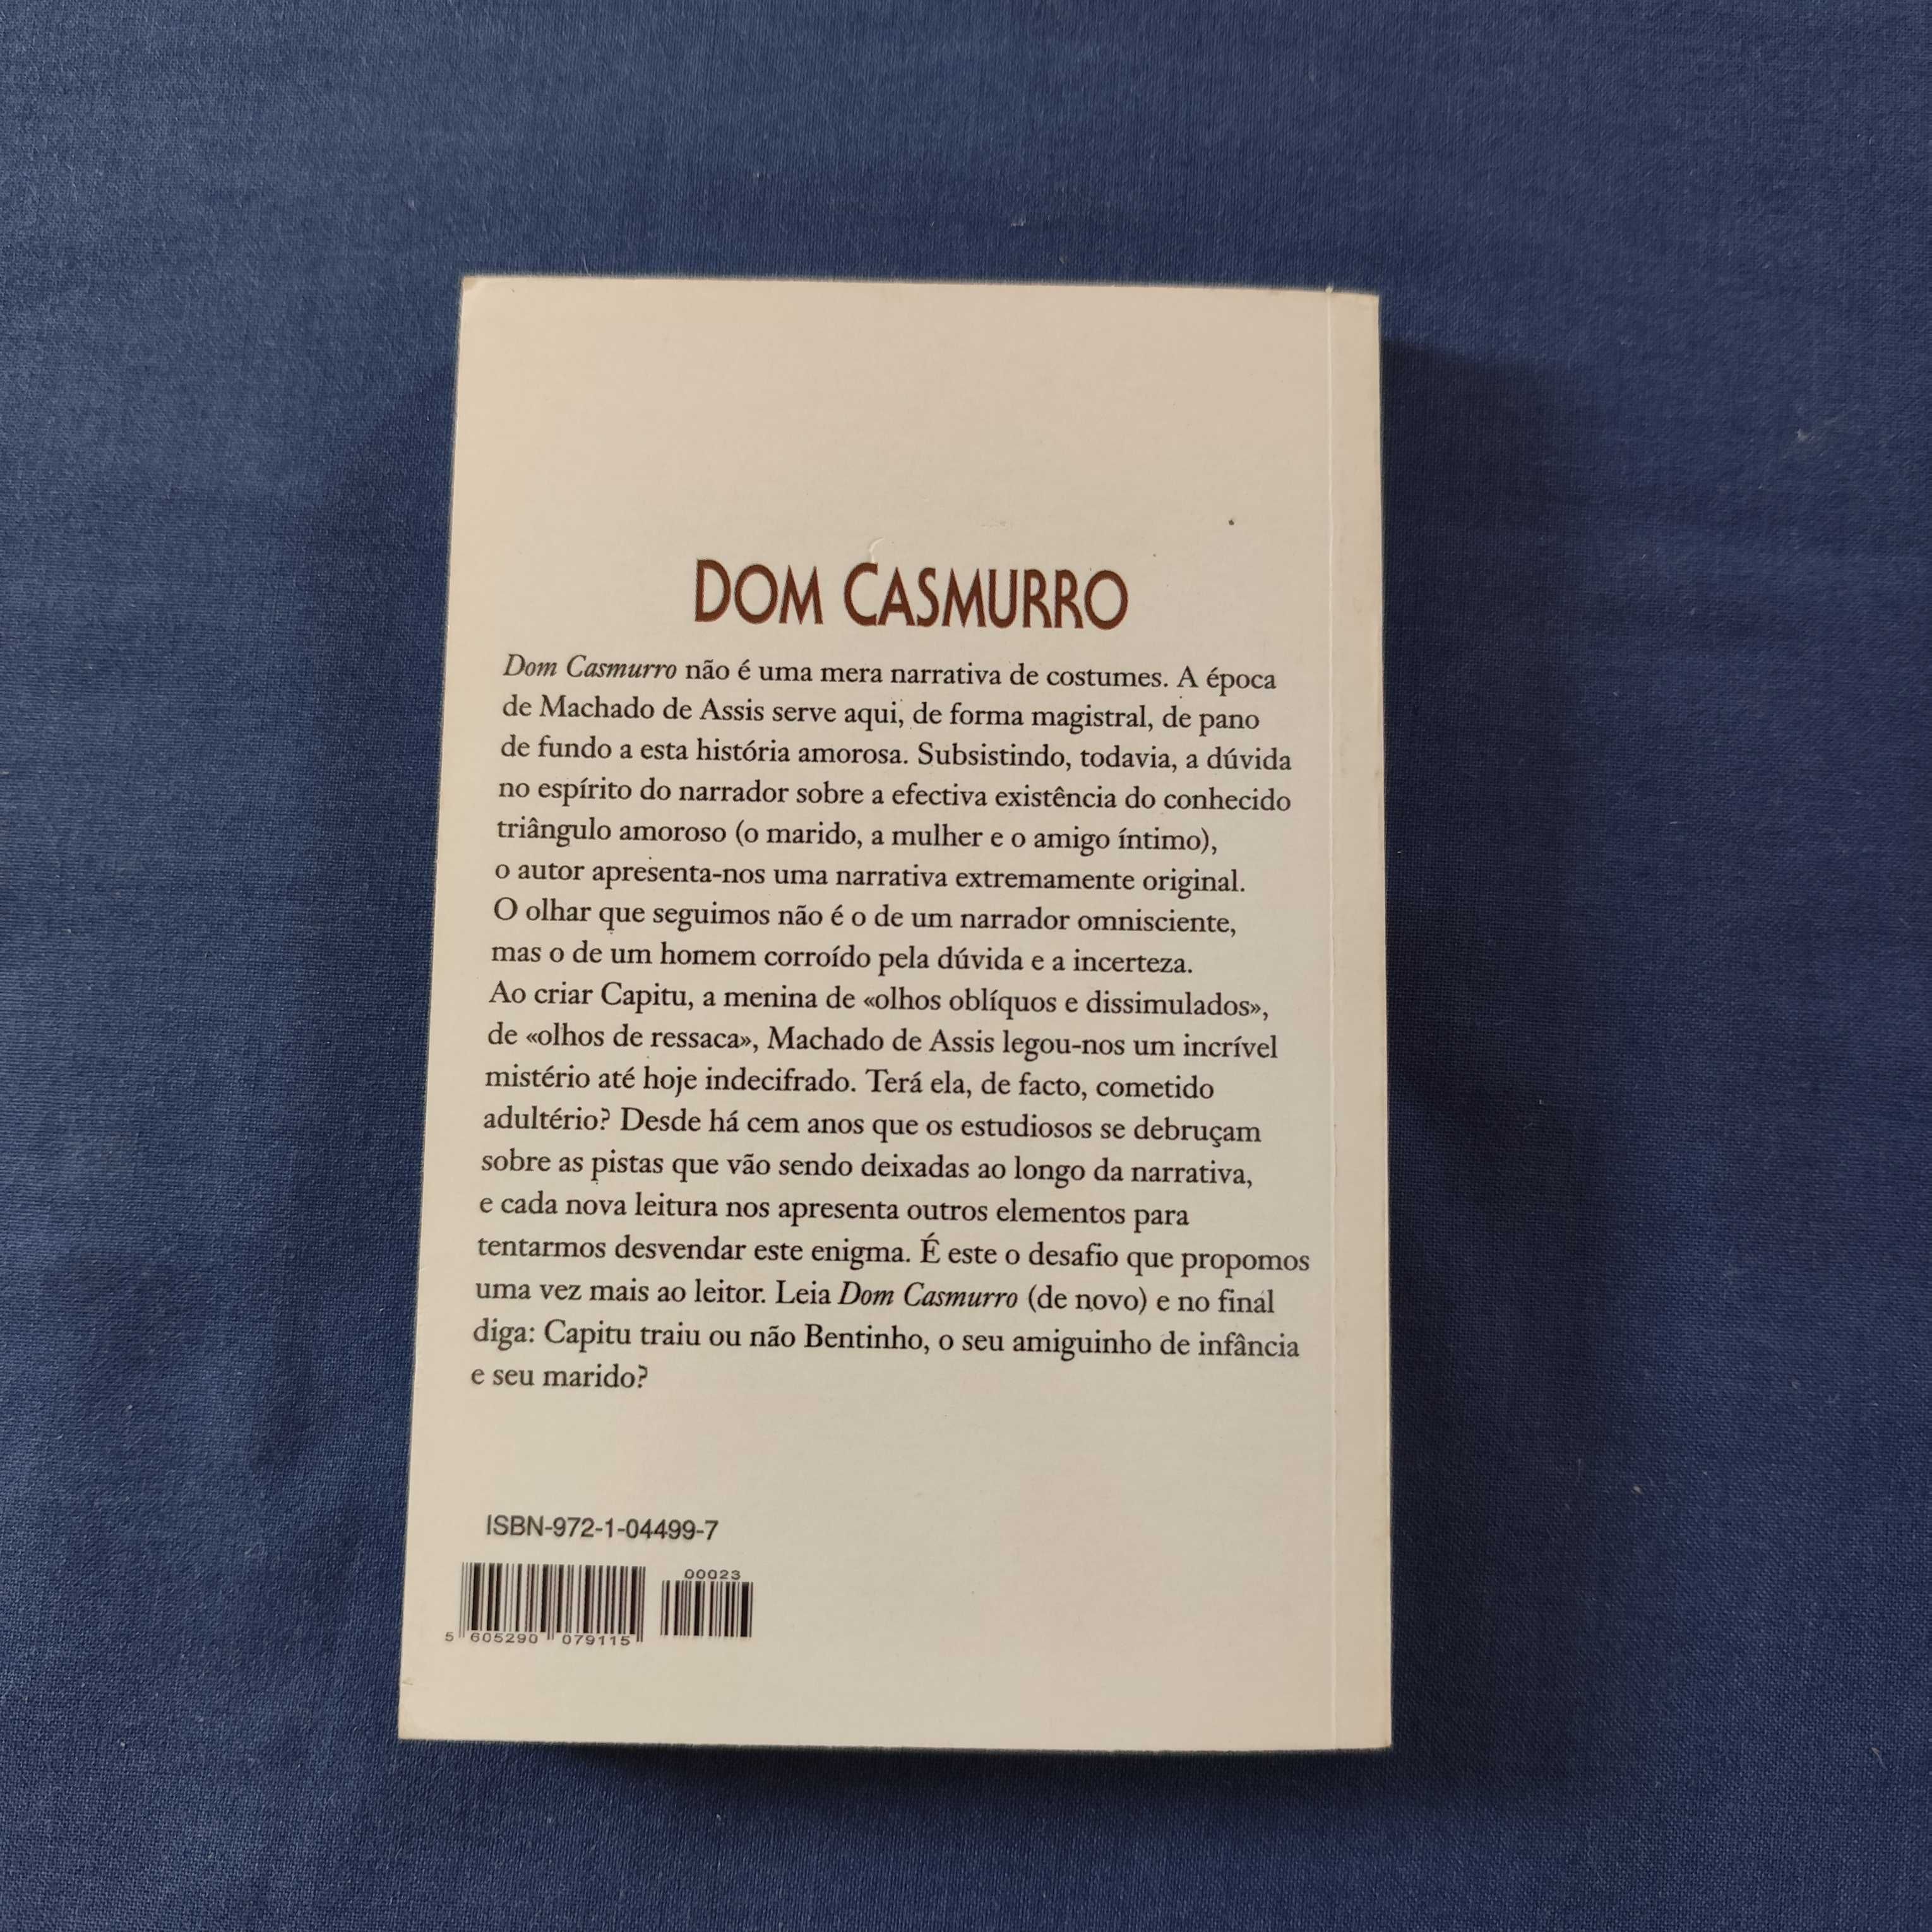 DOM CASMURRO
Dom Casmurro não é uma mera narrativa de costumes. A época
de Machado de Assis serve aqui, de forma magistral, de pano
de fundo a esta história amorosa. Subsistindo, todavia, a dúvida
no espírito do narrador sobre a efectiva existência do conhecido
triângulo amoroso (o marido, a mulher e o amigo íntimo),
o autor apresenta-nos uma narrativa extremamente original.
O olhar que seguimos não é o de um narrador omnisciente,
mas o de um homem corroído pela dúvida e a incerteza.
Ao criar Capitu, a menina de «olhos oblíquos e dissimulados»,
de «olhos de ressaca», Machado de Assis legou-nos um incrível
mistério até hoje indecifrado. Terá ela, de facto, cometido
adultério? Desde há cem anos que os estudiosos se debruçam
sobre as pistas que vão sendo deixadas ao longo da narrativa,
e cada nova leitura nos apresenta outros elementos para
tentarmos desvendar este enigma. É este o desafio que propomos
uma vez mais ao leitor. Leia Dom Casmurro (de novo) e no final
diga: Capitu traiu ou não Bentinho, o seu amiguinho de infância
e seu marido?
ISBN-972-1-04499-7
00023
5 605290 079115